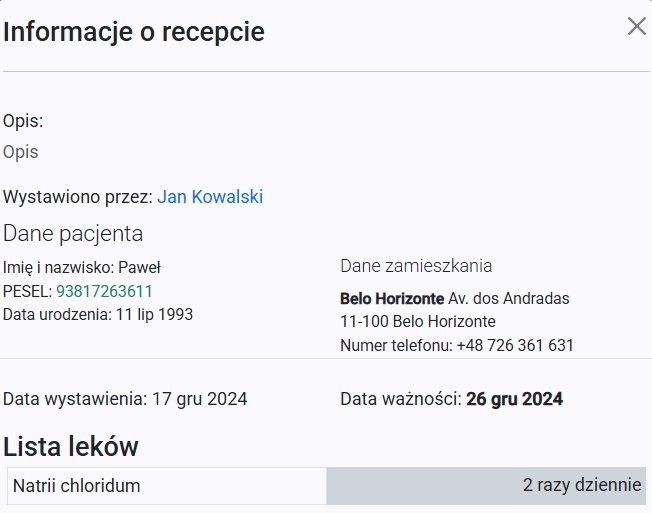 Informacje o recepcie
Opis:
Opis
Wystawiono przez: Jan Kowalski
Dane pacjenta
Imię i nazwisko: Paweł
PESEL: 93817263611
Data urodzenia: 11 lip 1993
Dane zamieszkania
Belo Horizonte Av. dos Andradas
11-100 Belo Horizonte
Numer telefonu: +48 726 361 631
Data wystawienia: 17 gru 2024
Data ważności: 26 gru 2024
Lista leków
Natrii chloridum
2 razy dziennie